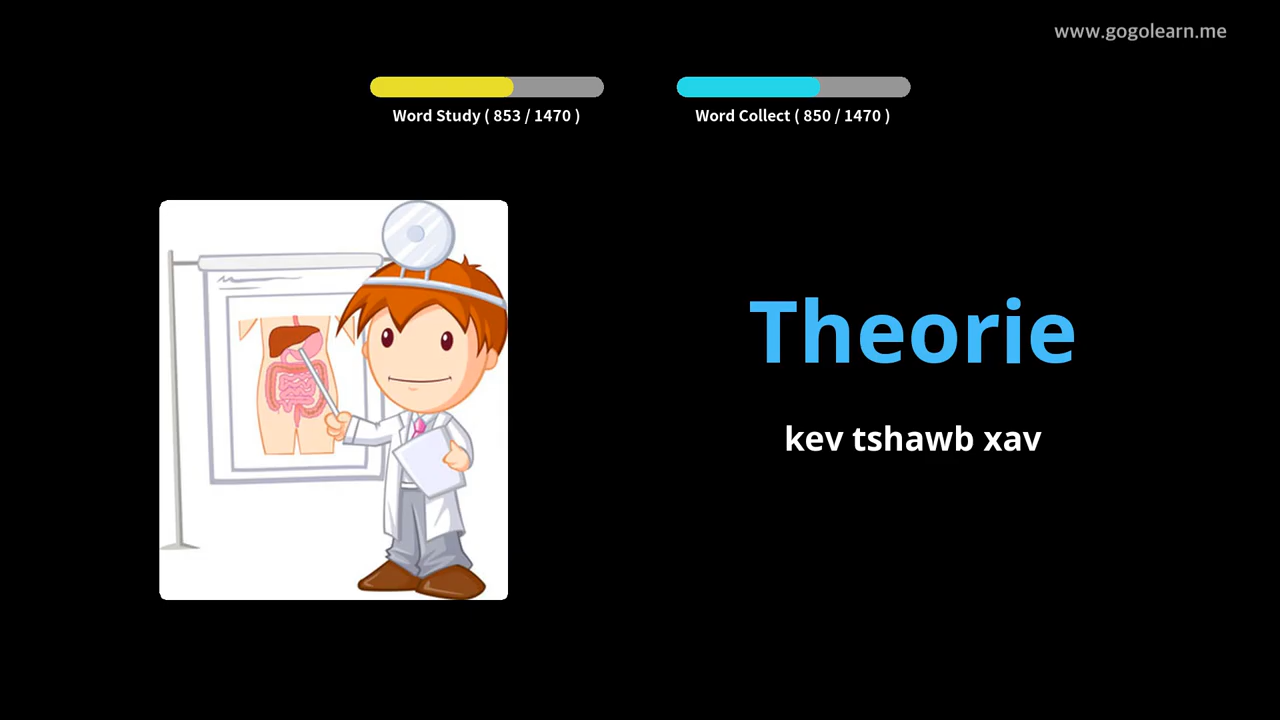 www.gogolearn.me
Word Study ( 853 / 1470 )
Word Collect ( 850 / 1470 )
Theorie
kev tshawb xav